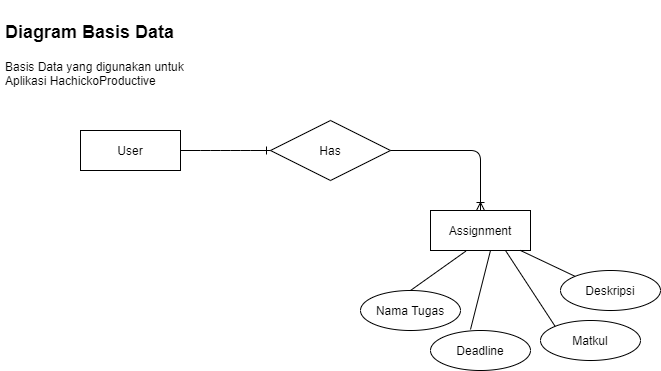 Diagram Basis Data
Basis Data yang digunakan untuk
Aplikasi HachickoProductive
User
Has
Assignment
Deskripsi
Nama Tugas
Matkul
Deadline